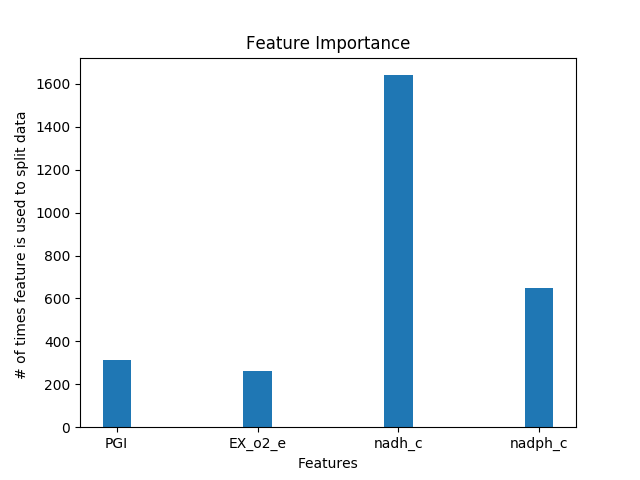 Feature Importance
# of times feature is used to split data
1600
1400
1200
1000
800
600
400
200
0
PGI EX_o2_e nadh_c nadph_c
Features